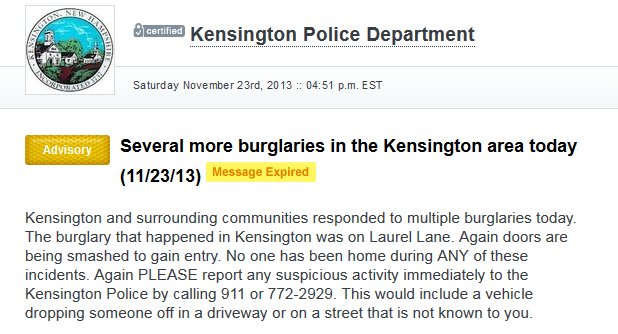 KENSINGTON, NEW HAMPSHIRE
INCORPORATED 1737
certified Kensington Police Department
Saturday November 23rd, 2013 :: 04:51 p.m. EST
Advisory
Several more burglaries in the Kensington area today
(11/23/13) Message Expired
Kensington and surrounding communities responded to multiple burglaries today.
The burglary that happened in Kensington was on Laurel Lane. Again doors are
being smashed to gain entry. No one has been home during ANY of these
incidents. Again PLEASE report any suspicious activity immediately to the
Kensington Police by calling 911 or 772-2929. This would include a vehicle
dropping someone off in a driveway or on a street that is not known to you.